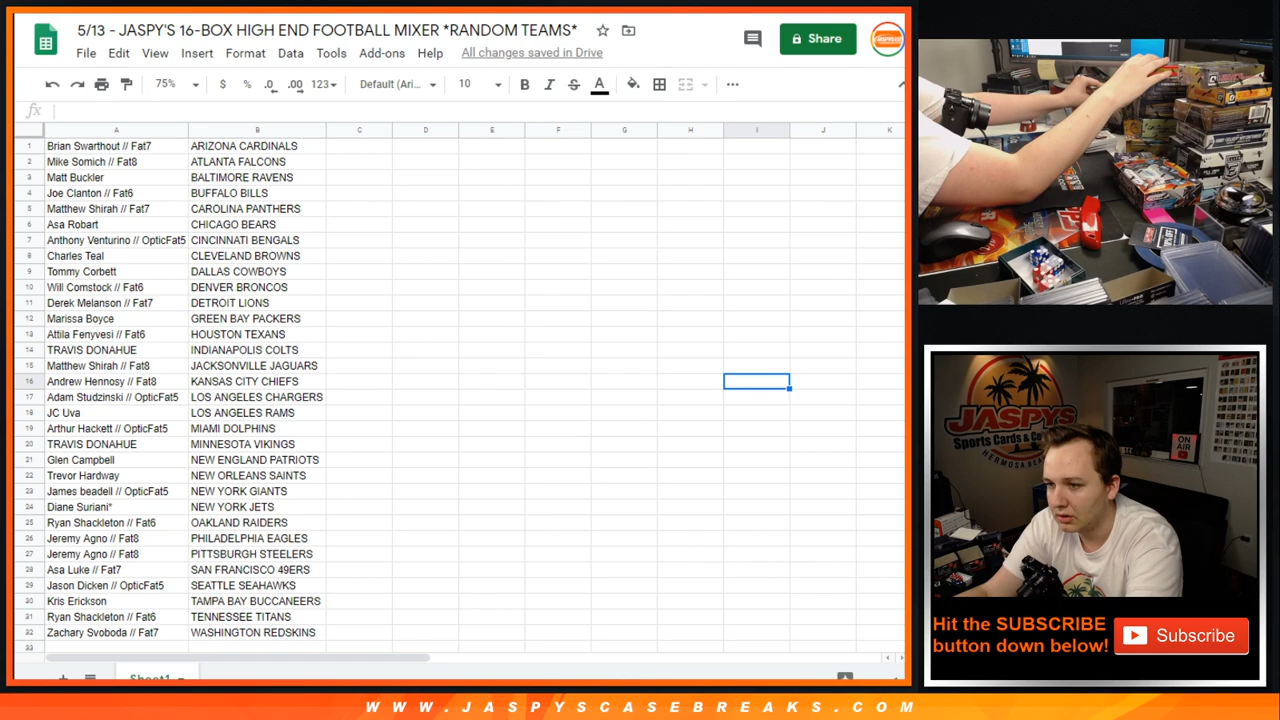 5/13 - JASPY'S 16-BOX HIGH END FOOTBALL MIXER *RANDOM TEAMS*
File Edit View Insert Format Data Tools Add-ons Help All changes saved in Drive
Share
75% $ % .0 .00 123 Default (Ari... 10 B I S A
fx
A B C D E F G H I J K
1 Brian Swarthout // Fat7 ARIZONA CARDINALS
2 Mike Somich // Fat8 ATLANTA FALCONS
3 Matt Buckler BALTIMORE RAVENS
4 Joe Clanton // Fat6 BUFFALO BILLS
5 Matthew Shirah // Fat7 CAROLINA PANTHERS
6 Asa Robart CHICAGO BEARS
7 Anthony Venturino // OpticFat5 CINCINNATI BENGALS
8 Charles Teal CLEVELAND BROWNS
9 Tommy Corbett DALLAS COWBOYS
10 Will Comstock // Fat6 DENVER BRONCOS
11 Derek Melanson // Fat7 DETROIT LIONS
12 Marissa Boyce GREEN BAY PACKERS
13 Attila Fenyvesi // Fat6 HOUSTON TEXANS
14 TRAVIS DONAHUE INDIANAPOLIS COLTS
15 Matthew Shirah // Fat8 JACKSONVILLE JAGUARS
16 Andrew Hennosy // Fat8 KANSAS CITY CHIEFS
17 Adam Studzinski // OpticFat5 LOS ANGELES CHARGERS
18 JC Uva LOS ANGELES RAMS
19 Arthur Hackett // OpticFat5 MIAMI DOLPHINS
20 TRAVIS DONAHUE MINNESOTA VIKINGS
21 Glen Campbell NEW ENGLAND PATRIOTS
22 Trevor Hardway NEW ORLEANS SAINTS
23 James beadell // OpticFat5 NEW YORK GIANTS
24 Diane Suriani* NEW YORK JETS
25 Ryan Shackleton // Fat6 OAKLAND RAIDERS
26 Jeremy Agno // Fat8 PHILADELPHIA EAGLES
27 Jeremy Agno // Fat8 PITTSBURGH STEELERS
28 Asa Luke // Fat7 SAN FRANCISCO 49ERS
29 Jason Dicken // OpticFat5 SEATTLE SEAHAWKS
30 Kris Erickson TAMPA BAY BUCCANEERS
31 Ryan Shackleton // Fat6 TENNESSEE TITANS
32 Zachary Svoboda // Fat7 WASHINGTON REDSKINS
33
Sheet1
JASPYS
Sports Cards & Co
HERMOSA BEA
ON
AIR
Hit the SUBSCRIBE
button down below!
Subscribe
WWW.JASPYSCASEBREAKS.COM